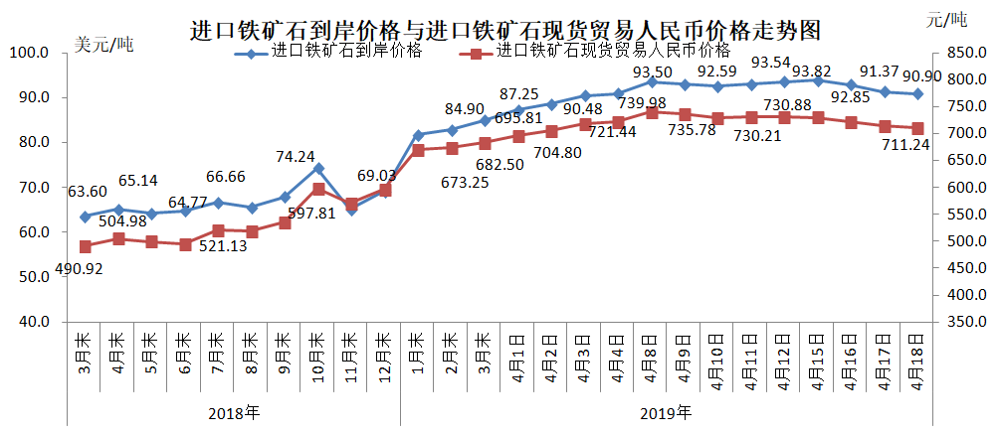 进口铁矿石到岸价格与进口铁矿石现货贸易人民币价格走势图
美元/吨
元/吨
进口铁矿石到岸价格 进口铁矿石现货贸易人民币价格
100.0
90.0
80.0
70.0
60.0
50.0
40.0
850.0
800.0
750.0
700.0
650.0
600.0
550.0
500.0
450.0
400.0
350.0
63.60
65.14
64.77
66.66
74.24
69.03
84.90
87.25
90.48
93.50
92.59
93.54
93.82
92.85
91.37
90.90
490.92
504.98
521.13
597.81
673.25
682.50
695.81
704.80
721.44
739.98
735.78
730.21
730.88
711.24
3月末
4月末
5月末
6月末
7月末
8月末
9月末
10月末
11月末
12月末
1月末
2月末
3月末
4月1日
4月2日
4月3日
4月4日
4月8日
4月9日
4月10日
4月11日
4月12日
4月15日
4月16日
4月17日
4月18日
2018年
2019年